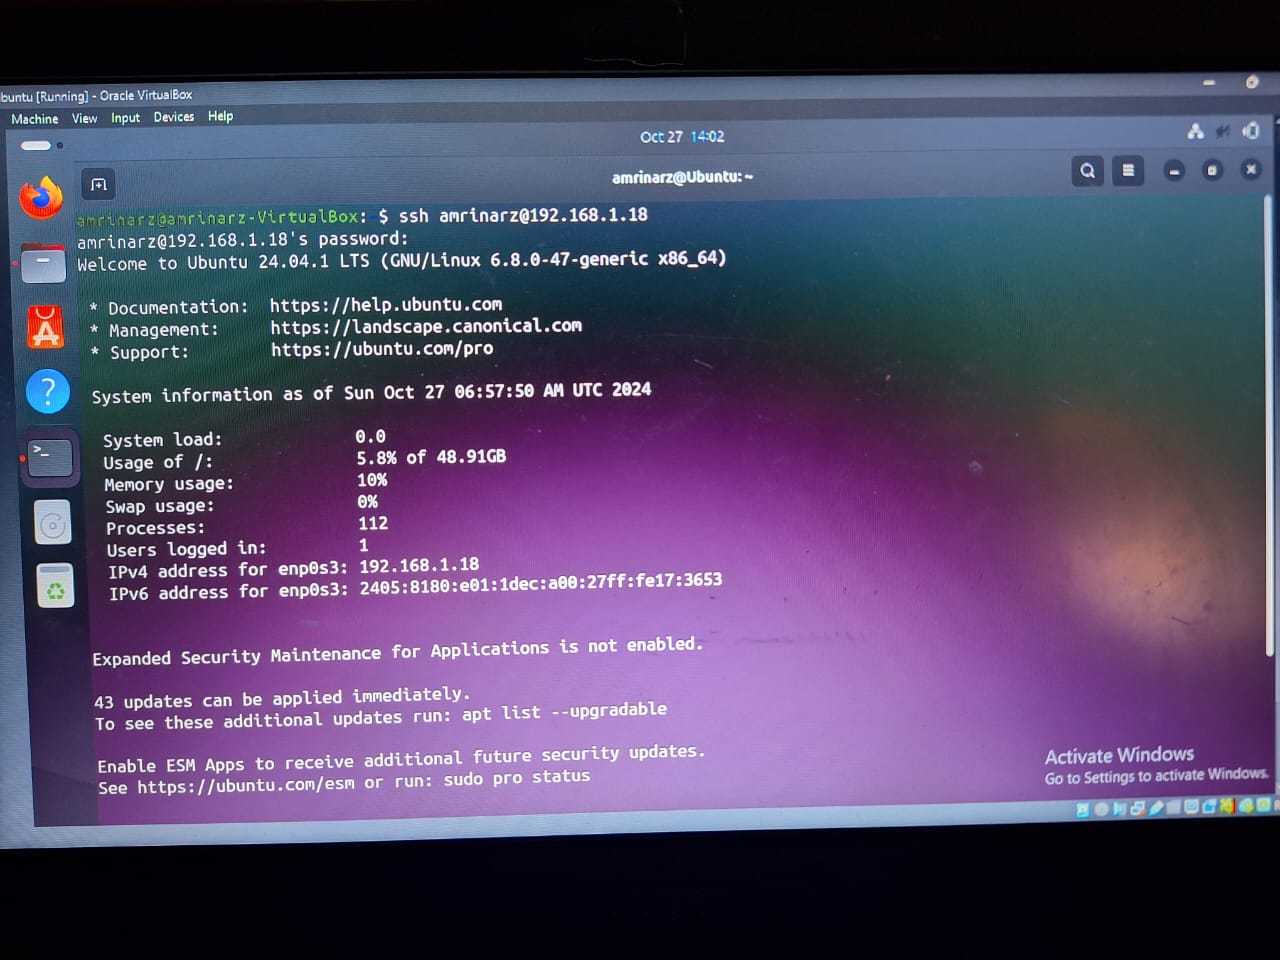 buntu [Running] - Oracle VirtualBox
Machine View Input Devices Help
Oct 27 14:02
amrinarz@Ubuntu: ~
amrinarz@amrinarz-VirtualBox: $ ssh amrinarz@192.168.1.18
amrinarz@192.168.1.18's password:
Welcome to Ubuntu 24.04.1 LTS (GNU/Linux 6.8.0-47-generic x86_64)
* Documentation: https://help.ubuntu.com
* Management: https://landscape.canonical.com
* Support: https://ubuntu.com/pro
System information as of Sun Oct 27 06:57:50 AM UTC 2024
System load: 0.0
Usage of /: 5.8% of 48.91GB
Memory usage: 10%
Swap usage: 0%
Processes: 112
Users logged in: 1
IPv4 address for enp0s3: 192.168.1.18
IPv6 address for enp0s3: 2405:8180:e01:1dec:a00:27ff:fe17:3653
Expanded Security Maintenance for Applications is not enabled.
43 updates can be applied immediately.
To see these additional updates run: apt list --upgradable
Enable ESM Apps to receive additional future security updates.
See https://ubuntu.com/esm or run: sudo pro status
Activate Windows
Go to Settings to activate Windows.